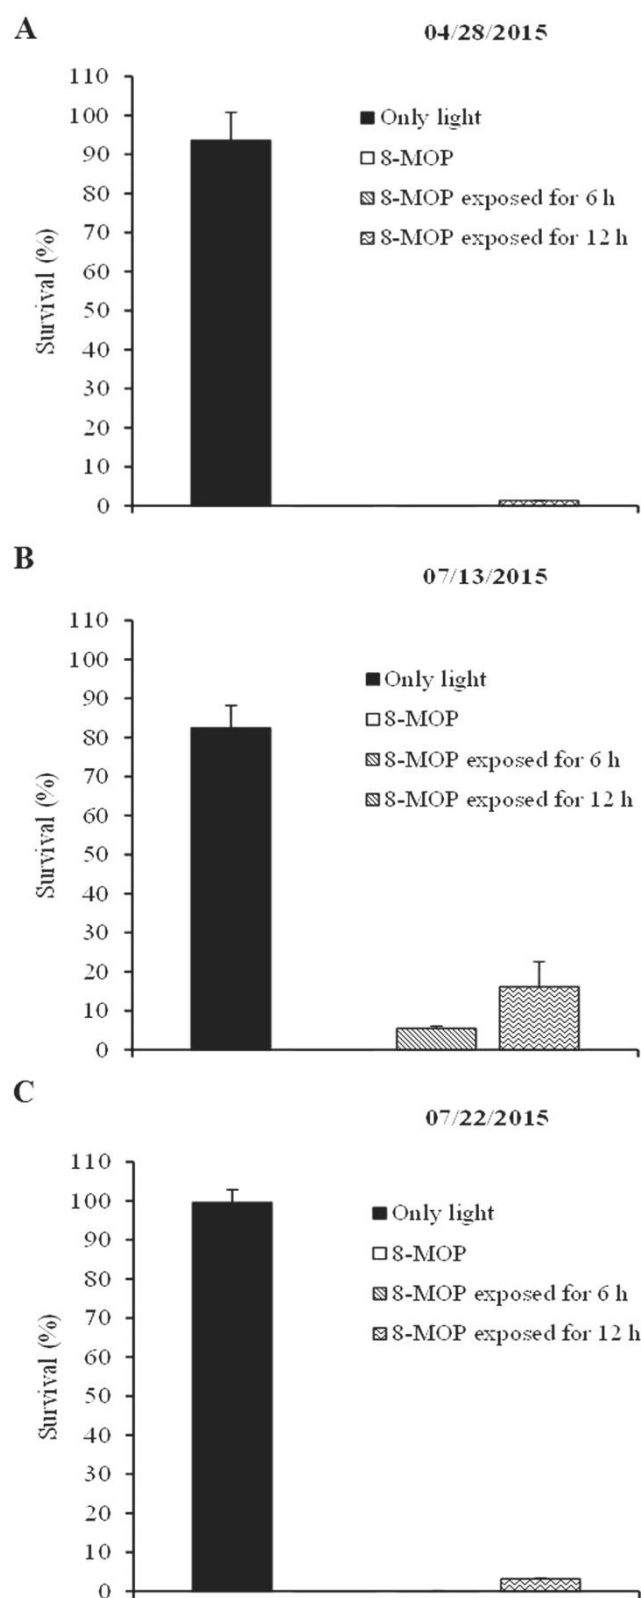 A
04/28/2015
110
100
90
80
70
60
50
40
30
20
10
0
Survival (%)
Only light
8-MOP
8-MOP exposed for 6 h
8-MOP exposed for 12 h
B
07/13/2015
110
100
90
80
70
60
50
40
30
20
10
0
Survival (%)
Only light
8-MOP
8-MOP exposed for 6 h
8-MOP exposed for 12 h
C
07/22/2015
110
100
90
80
70
60
50
40
30
20
10
0
Survival (%)
Only light
8-MOP
8-MOP exposed for 6 h
8-MOP exposed for 12 h